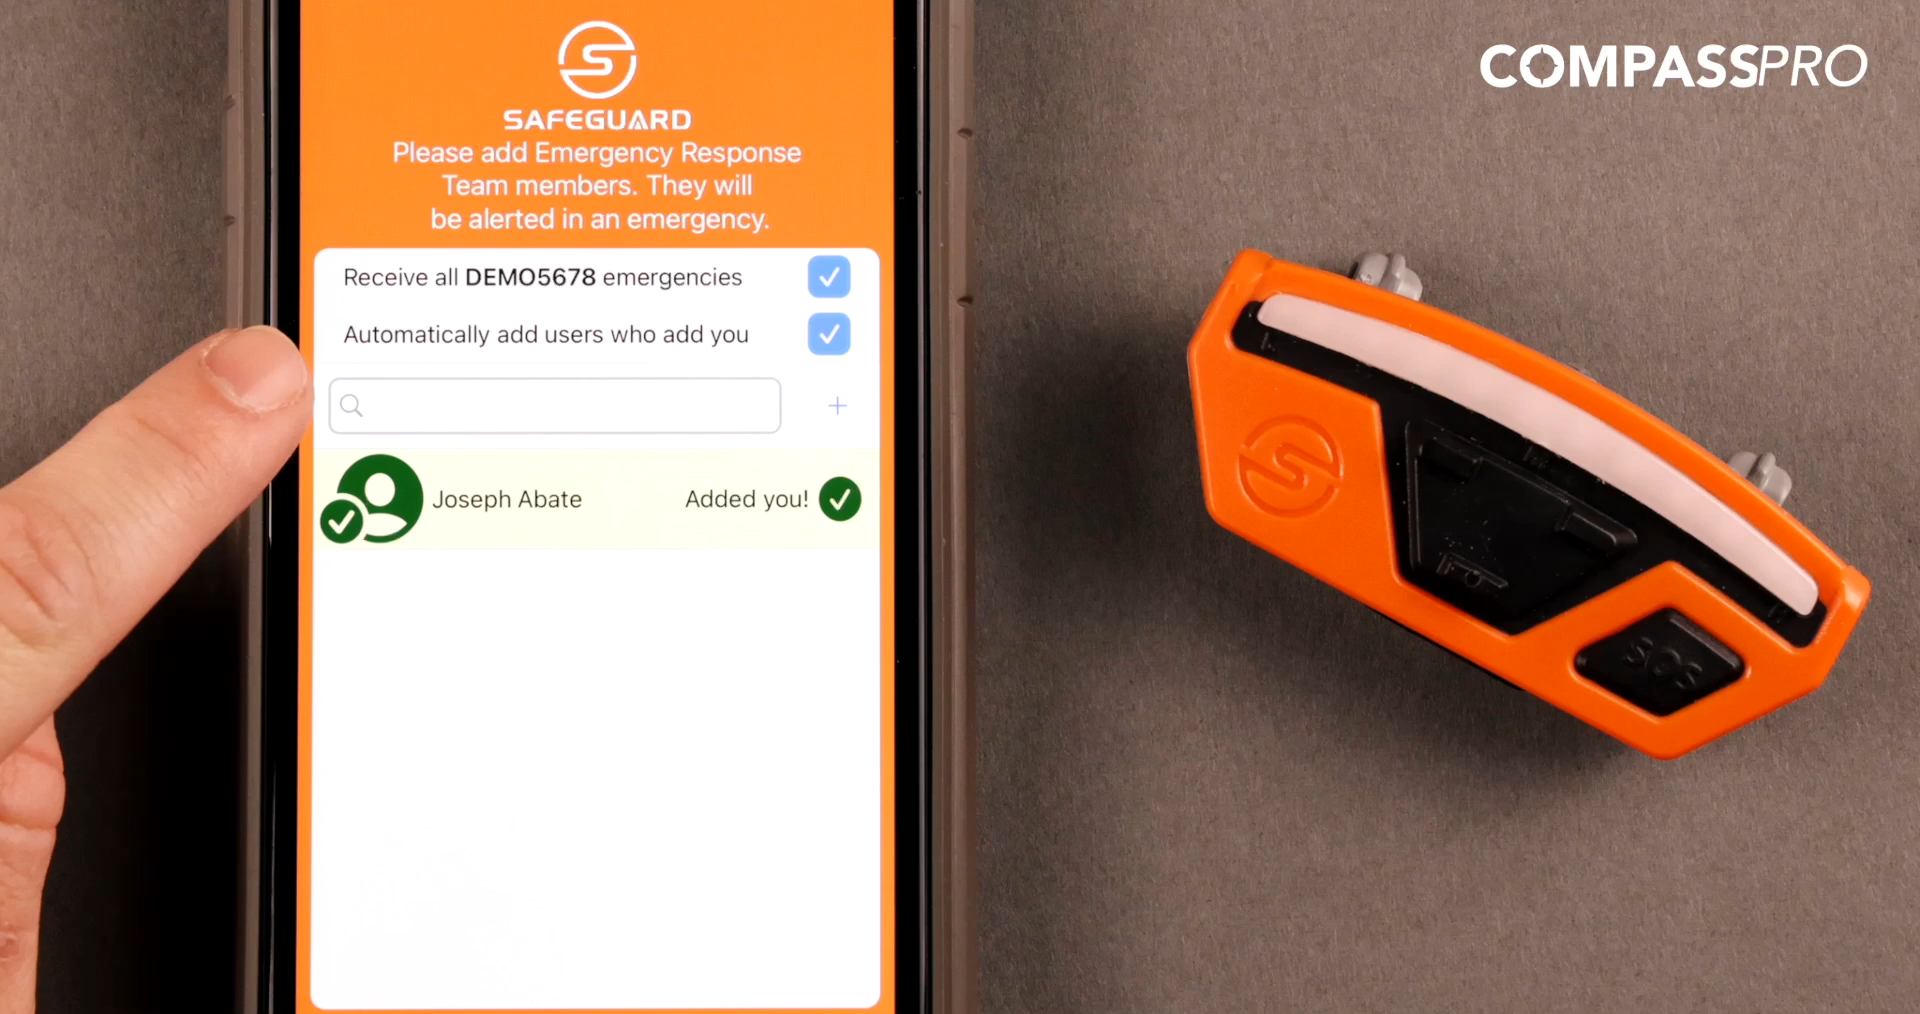 COMPASSPRO
SAFEGUARD
Please add Emergency Response
Team members. They will
be alerted in an emergency.
Receive all DEMO5678 emergencies
Automatically add users who add you
Joseph Abate Added you!
SOS